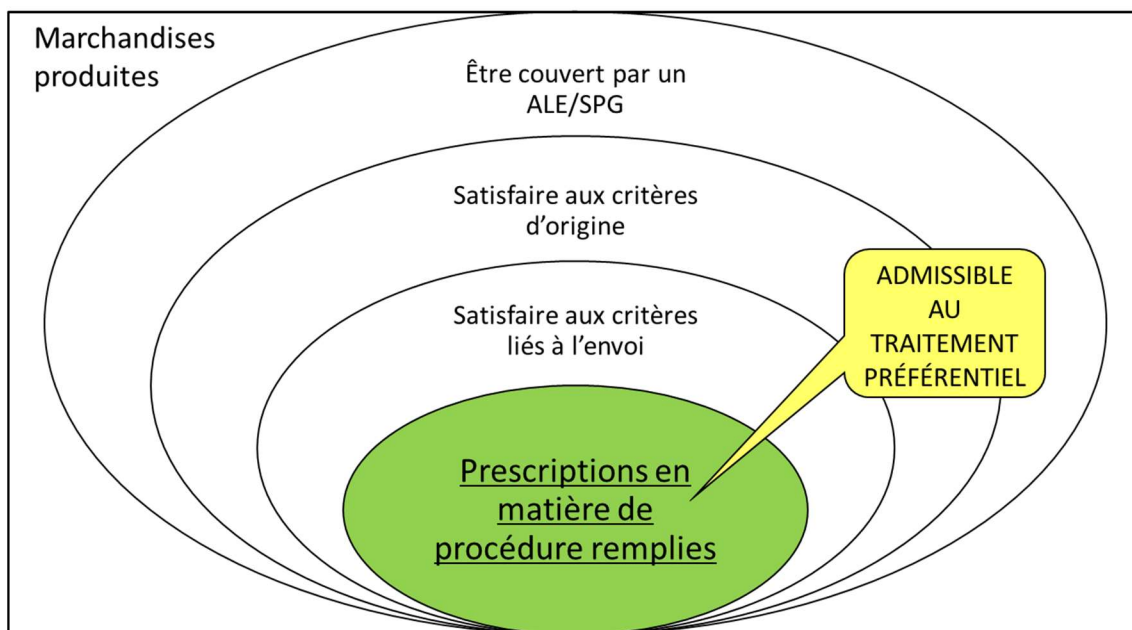 Marchandises
produites
Être couvert par un
ALE/SPG
Satisfaire aux critères
d’origine
Satisfaire aux critères
liés à l’envoi
ADMISSIBLE
AU
TRAITEMENT
PRÉFÉRENTIEL
Prescriptions en
matière de
procédure remplies